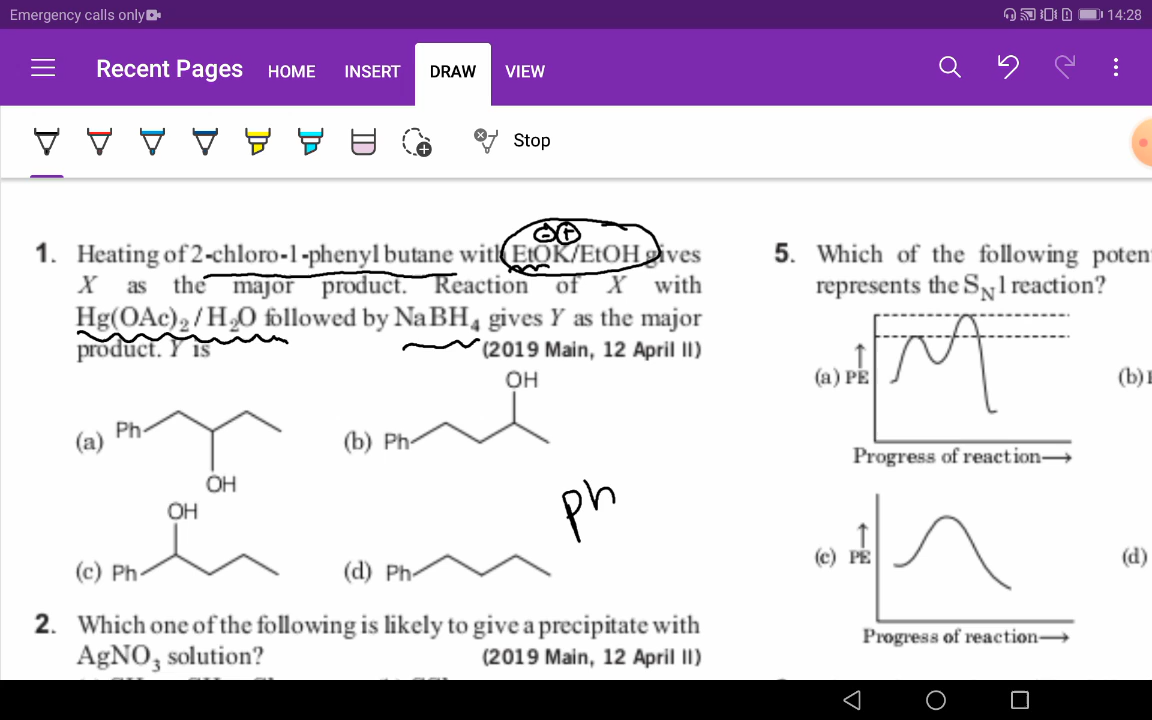 Emergency calls only
14:28
Recent Pages HOME INSERT DRAW VIEW
Stop
1. Heating of 2-chloro-1-phenyl butane with EtOK/EtOH gives
X as the major product. Reaction of X with
Hg(OAc)2/H2O followed by NaBH4 gives Y as the major
product. Y is (2019 Main, 12 April II)
(a) Ph OH
(b) Ph OH
(c) Ph OH
(d) Ph
Ph
2. Which one of the following is likely to give a precipitate with
AgNO3 solution? (2019 Main, 12 April II)
5. Which of the following poten
represents the SN1 reaction?
(a) PE
(b)
Progress of reaction
(c) PE
(d)
Progress of reaction